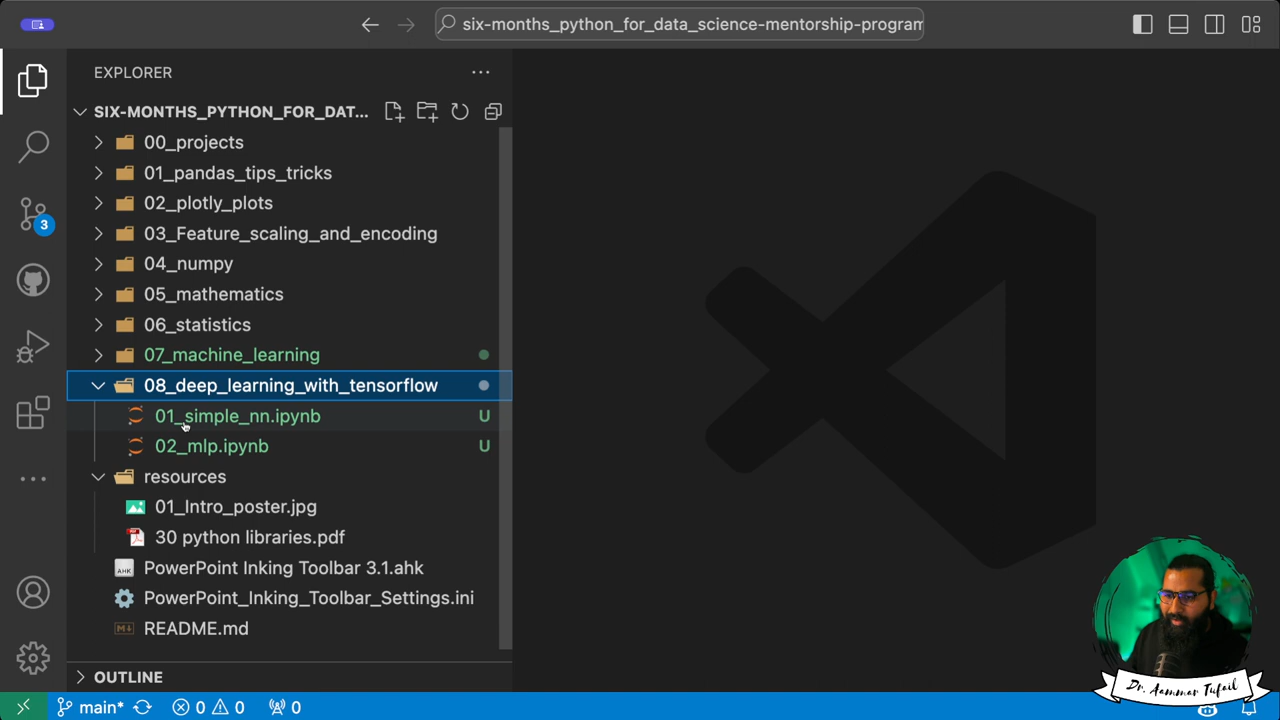 six-months_python_for_data_science-mentorship-program
EXPLORER
SIX-MONTHS_PYTHON_FOR_DAT...
00_projects
01_pandas_tips_tricks
02_plotly_plots
03_Feature_scaling_and_encoding
04_numpy
05_mathematics
06_statistics
3
07_machine_learning
08_deep_learning_with_tensorflow
01_simple_nn.ipynb U
02_mlp.ipynb U
resources
01_Intro_poster.jpg
30 python libraries.pdf
AHK PowerPoint Inking Toolbar 3.1.ahk
PowerPoint_Inking_Toolbar_Settings.ini
README.md
OUTLINE
Dr. Aammar Tufail
main* 0 0 0